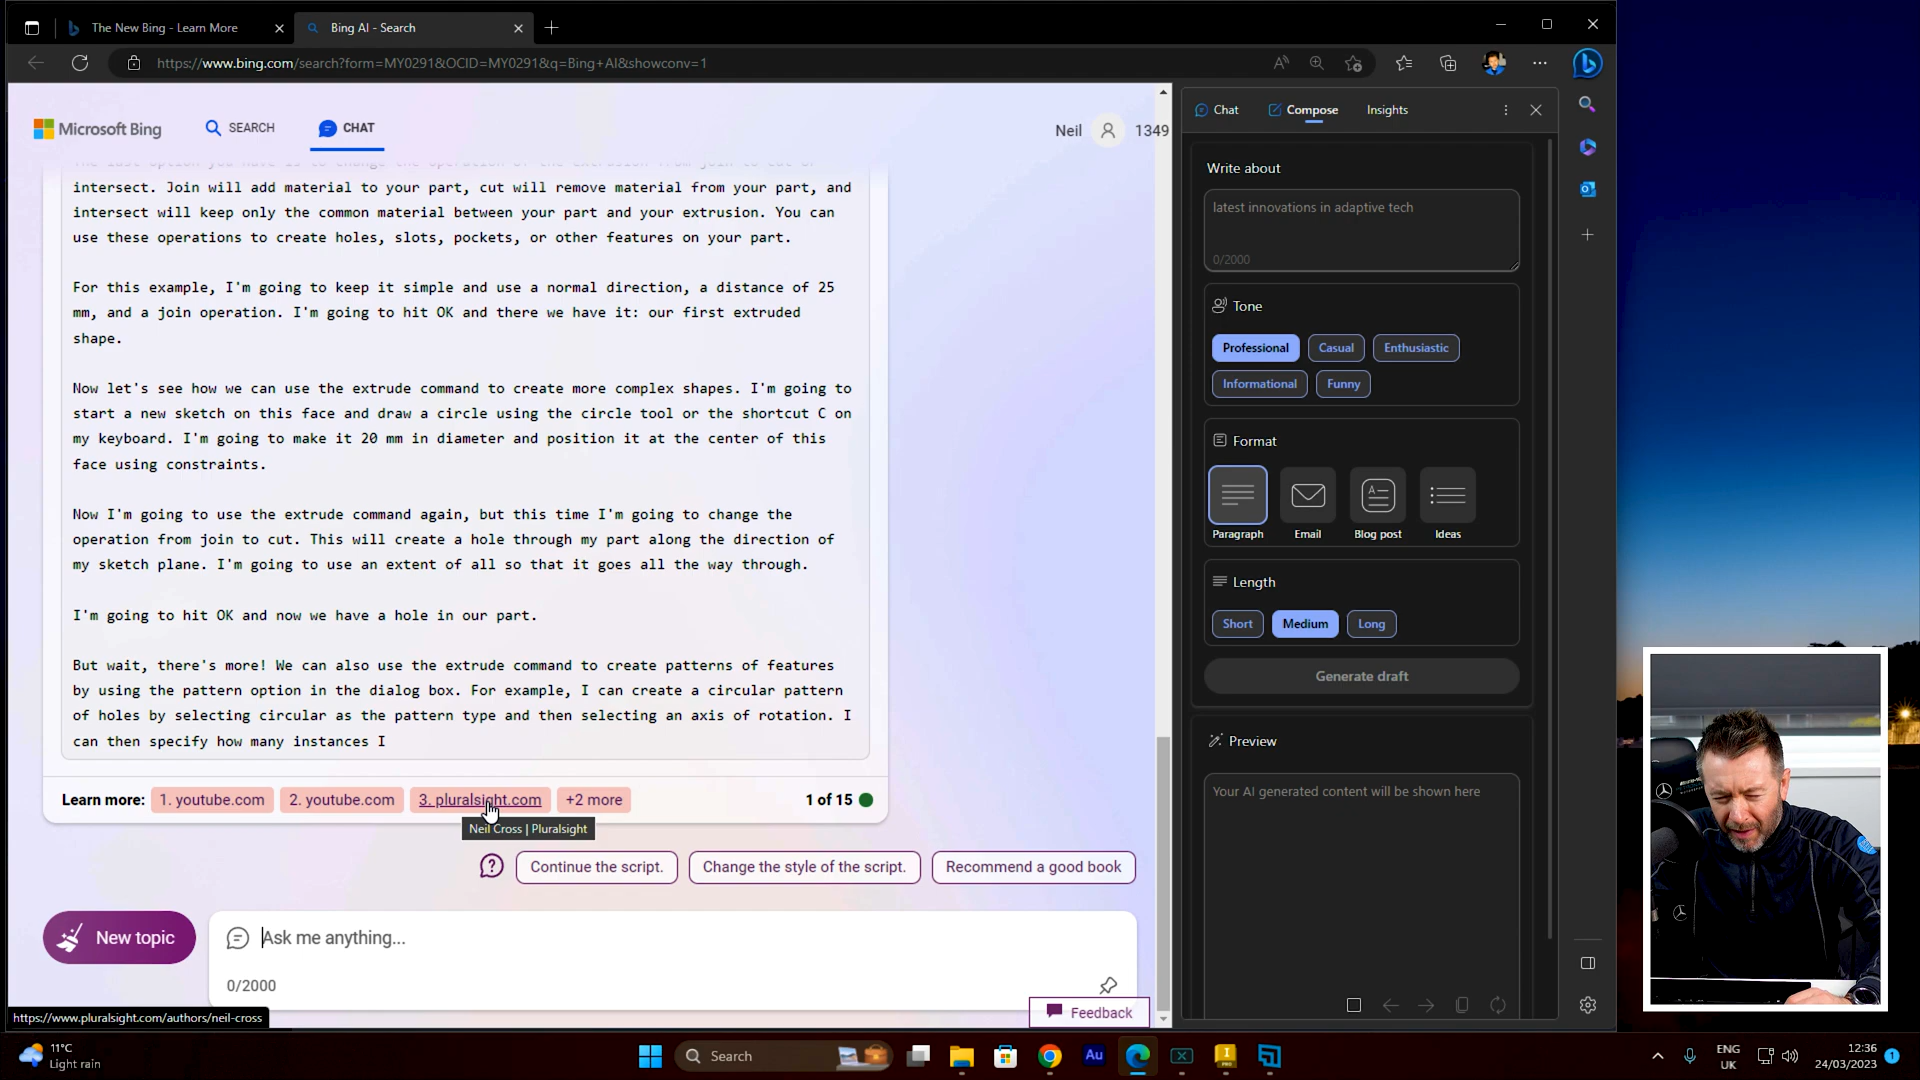 The New Bing - Learn More
Bing AI - Search
https://www.bing.com/search?form=MY0291&OCID=MY0291&q=Bing+AI&showconv=1
Microsoft Bing
SEARCH
CHAT
Neil
1349
intersect. Join will add material to your part, cut will remove material from your part, and
intersect will keep only the common material between your part and your extrusion. You can
use these operations to create holes, slots, pockets, or other features on your part.
For this example, I'm going to keep it simple and use a normal direction, a distance of 25
mm, and a join operation. I'm going to hit OK and there we have it: our first extruded
shape.
Now let's see how we can use the extrude command to create more complex shapes. I'm going to
start a new sketch on this face and draw a circle using the circle tool or the shortcut C on
my keyboard. I'm going to make it 20 mm in diameter and position it at the center of this
face using constraints.
Now I'm going to use the extrude command again, but this time I'm going to change the
operation from join to cut. This will create a hole through my part along the direction of
my sketch plane. I'm going to use an extent of all so that it goes all the way through.
I'm going to hit OK and now we have a hole in our part.
But wait, there's more! We can also use the extrude command to create patterns of features
by using the pattern option in the dialog box. For example, I can create a circular pattern
of holes by selecting circular as the pattern type and then selecting an axis of rotation. I
can then specify how many instances I
Learn more: 1. youtube.com 2. youtube.com 3. pluralsight.com +2 more 1 of 15
Neil Cross | Pluralsight
Continue the script. Change the style of the script. Recommend a good book
New topic
Ask me anything...
0/2000
Feedback
https://www.pluralsight.com/authors/neil-cross
Chat
Compose
Insights
Write about
latest innovations in adaptive tech
0/2000
Tone
Professional Casual Enthusiastic
Informational Funny
Format
Paragraph Email Blog post Ideas
Length
Short Medium Long
Generate draft
Preview
Your AI generated content will be shown here
11°C
Light rain
Search
Au
PRO
ENG
UK
12:36
24/03/2023
1